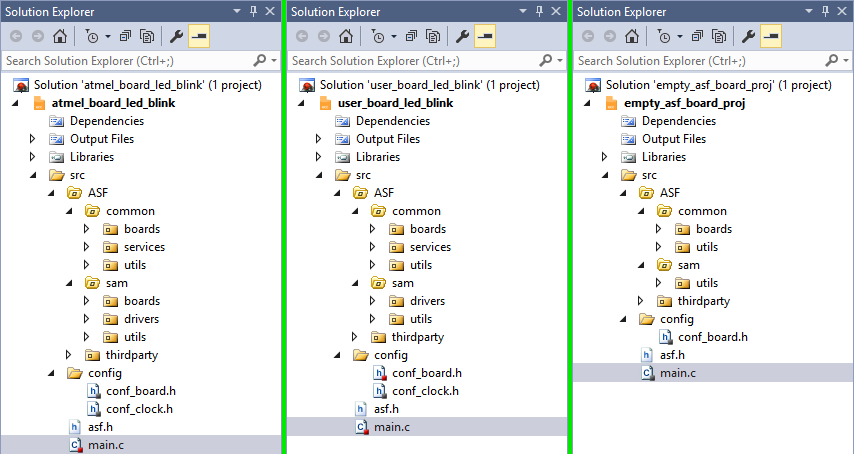 Solution Explorer
Search Solution Explorer (Ctrl+;)
Solution 'atmel_board_led_blink' (1 project)
atmel_board_led_blink
Dependencies
Output Files
Libraries
src
ASF
common
boards
services
utils
sam
boards
drivers
utils
thirdparty
config
conf_board.h
conf_clock.h
asf.h
main.c
Solution Explorer
Search Solution Explorer (Ctrl+;)
Solution 'user_board_led_blink' (1 project)
user_board_led_blink
Dependencies
Output Files
Libraries
src
ASF
common
boards
services
utils
sam
drivers
utils
thirdparty
config
conf_board.h
conf_clock.h
asf.h
main.c
Solution Explorer
Search Solution Explorer (Ctrl+;)
Solution 'empty_asf_board_proj' (1 project)
empty_asf_board_proj
Dependencies
Output Files
Libraries
src
ASF
common
boards
utils
sam
utils
thirdparty
config
conf_board.h
asf.h
main.c